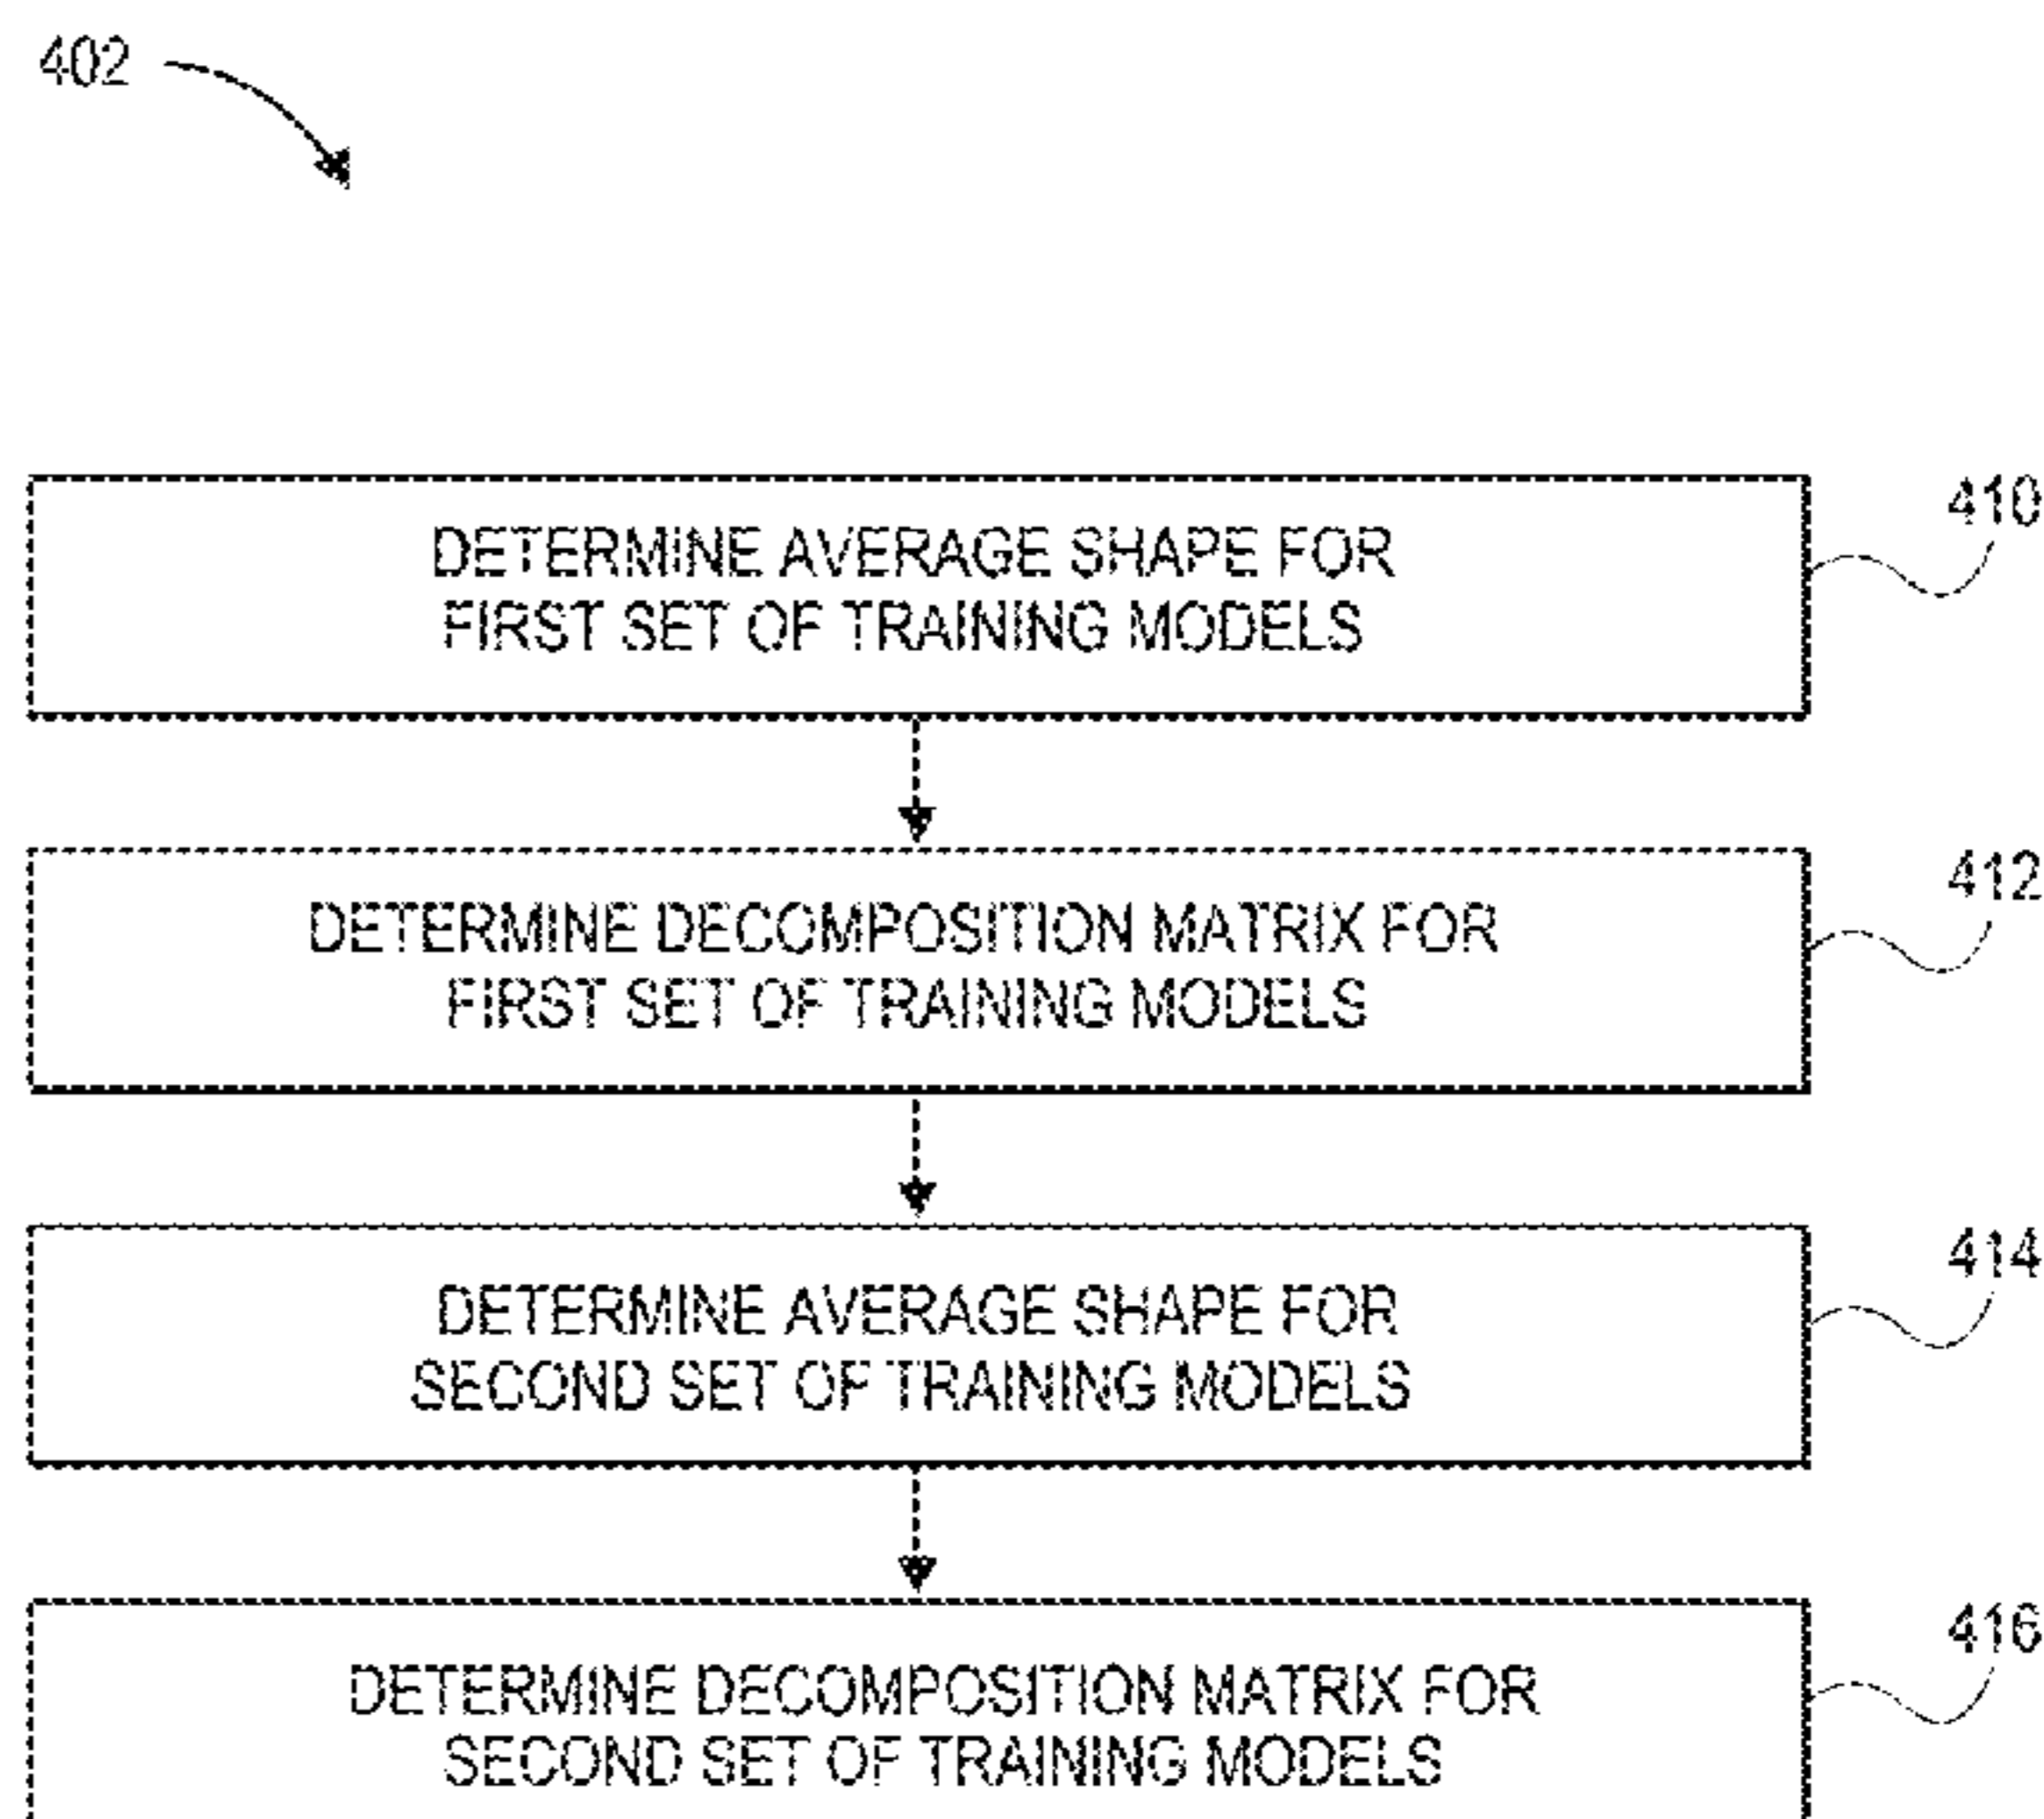 402
DETERMINE AVERAGE SHAPE FOR
FIRST SET OF TRAINING MODELS
410
DETERMINE DECOMPOSITION MATRIX FOR
FIRST SET OF TRAINING MODELS
412
DETERMINE AVERAGE SHAPE FOR
SECOND SET OF TRAINING MODELS
414
DETERMINE DECOMPOSITION MATRIX FOR
SECOND SET OF TRAINING MODELS
416